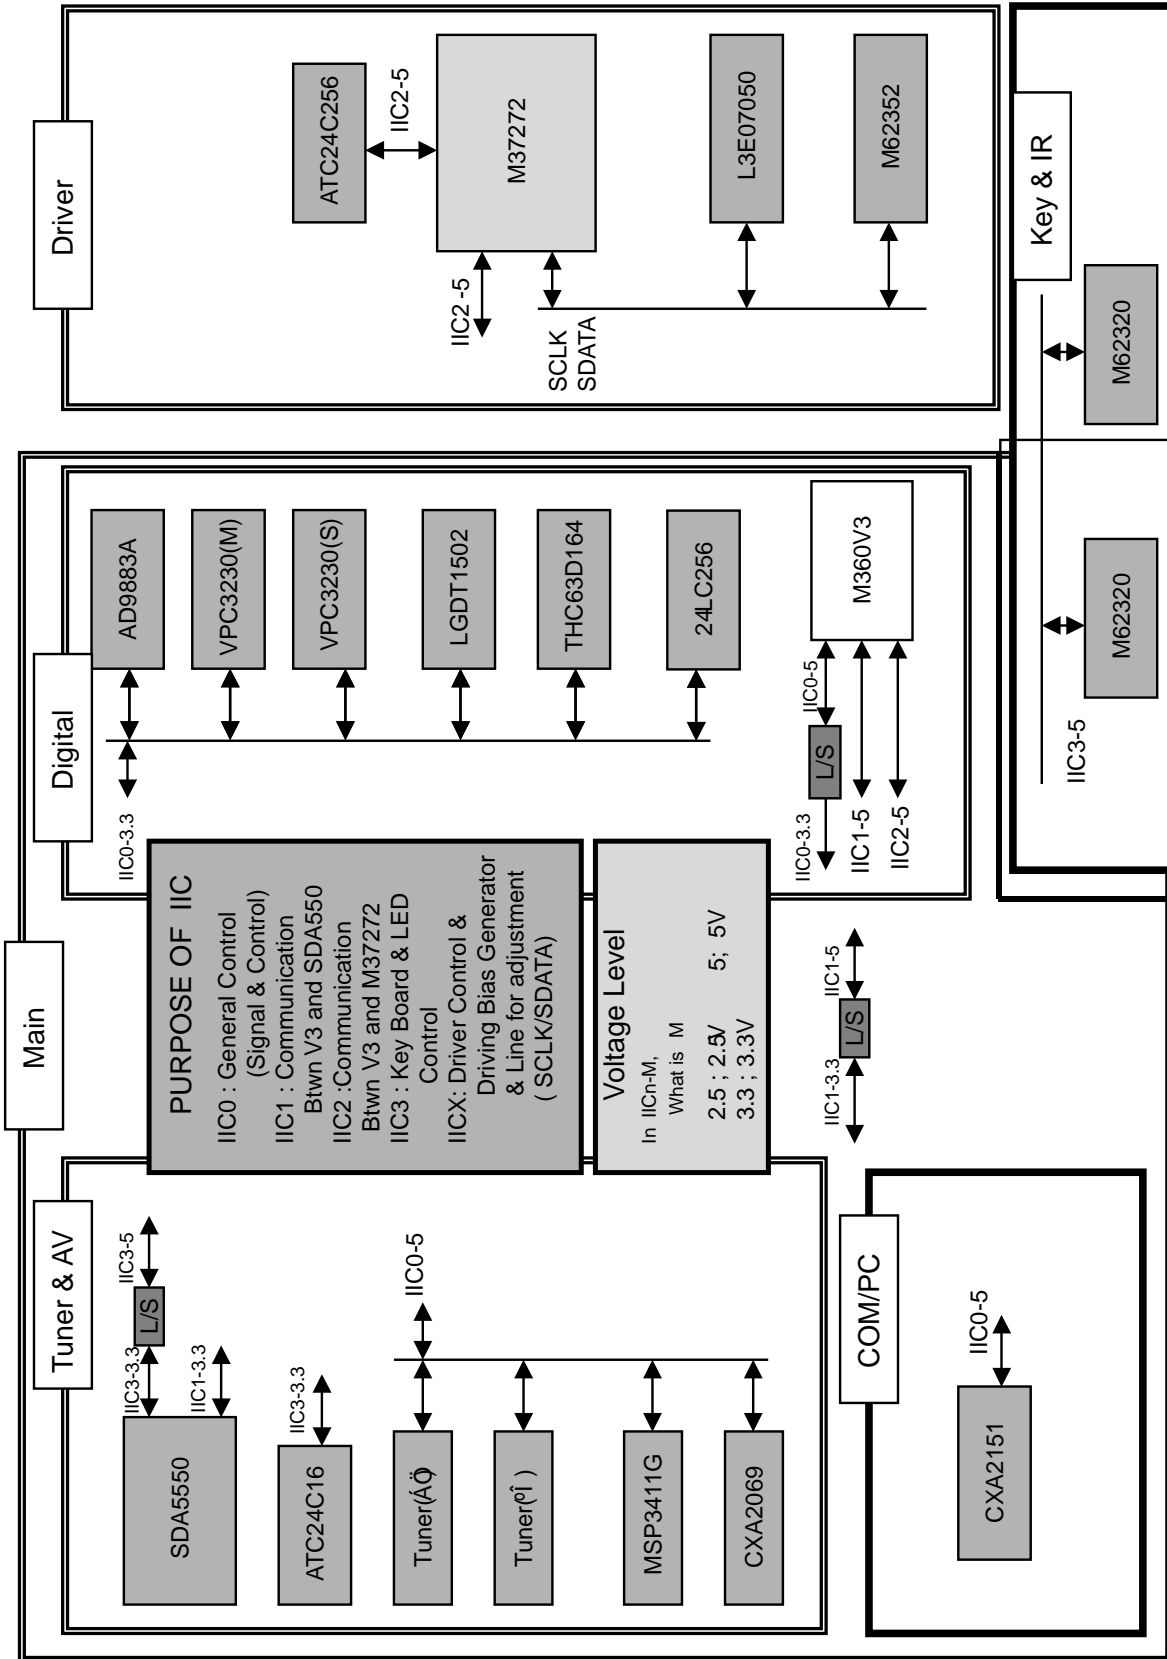 Main
Tuner & AV
SDA5550
IIC3-3.3
L/S
IIC3-5
IIC1-3.3
ATC24C16
IIC3-3.3
Tuner(ÁÖ)
Tuner(ºÎ )
MSP3411G
CXA2069
IIC0-5
COM/PC
CXA2151
IIC0-5
PURPOSE OF IIC
IIC0 : General Control
(Signal & Control)
IIC1 : Communication
Btwn V3 and SDA550
IIC2 :Communication
Btwn V3 and M37272
IIC3 : Key Board & LED
Control
IICX: Driver Control &
Driving Bias Generator
& Line for adjustment
( SCLK/SDATA)
Voltage Level
In IICn-M,
What is M
2.5 ; 2.5V 5; 5V
3.3 ; 3.3V
IIC1-3.3
L/S
IIC1-5
Digital
IIC0-3.3
AD9883A
VPC3230(M)
VPC3230(S)
LGDT1502
THC63D164
24LC256
IIC0-3.3
L/S
IIC0-5
M360V3
IIC1-5
IIC2-5
Driver
ATC24C256
IIC2-5
M37272
IIC2-5
SCLK
SDATA
L3E07050
M62352
Key & IR
IIC3-5
M62320
M62320